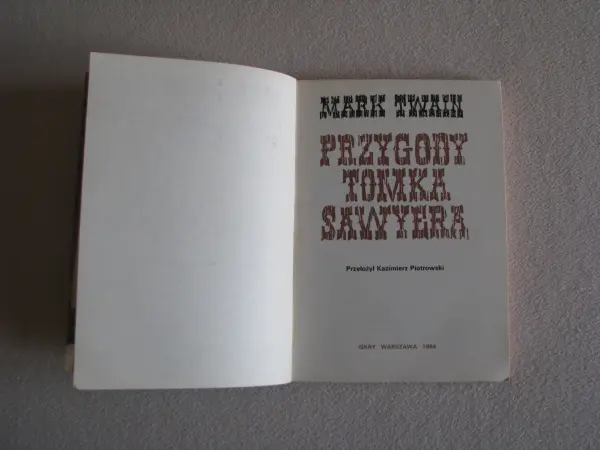 MARK TWAIN
PRZYGODY
TOMKA
SAWYERA
Przełożył Kazimierz Piotrowski
ISKRY WARSZAWA 1984